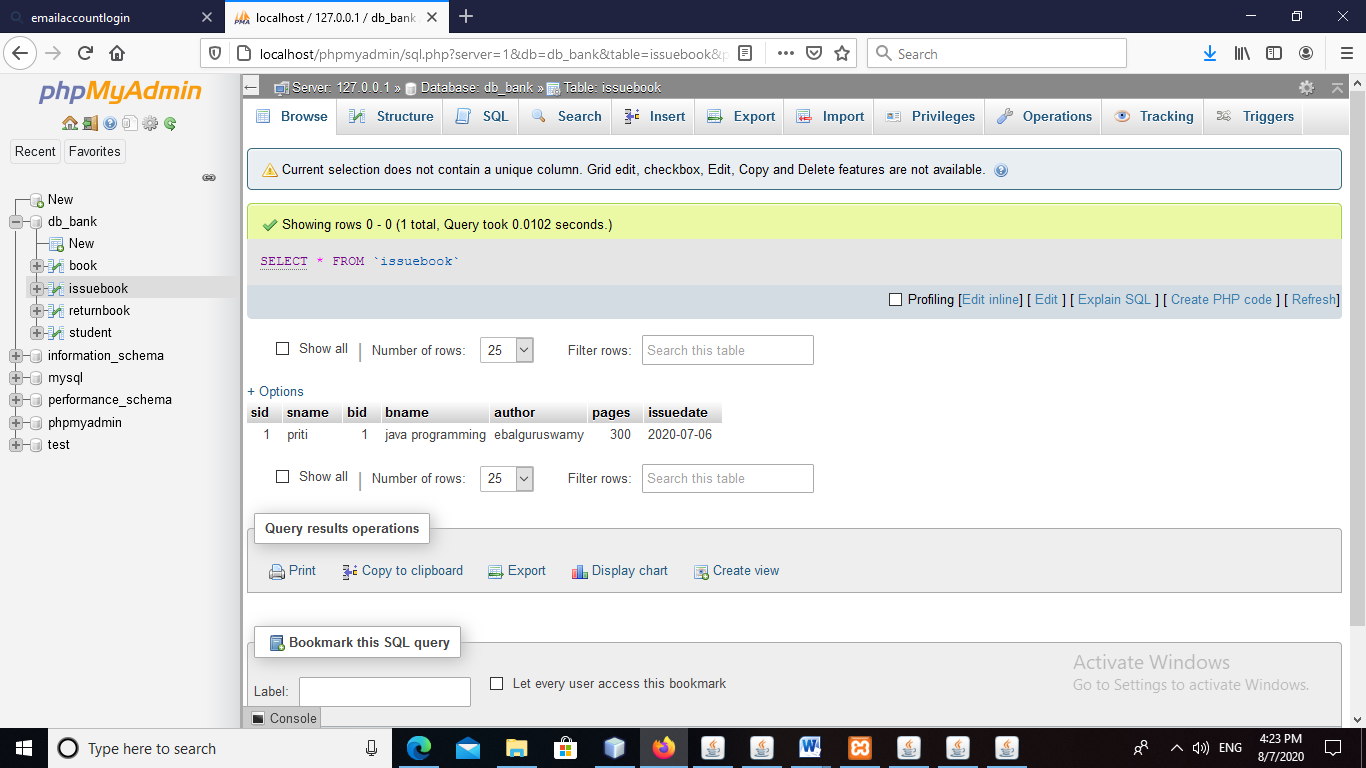 emailaccountlogin
localhost / 127.0.0.1 / db_bank
localhost/phpmyadmin/sql.php?server=1&db=db_bank&table=issuebook&p
Search
phpMyAdmin
Recent Favorites
New
db_bank
New
book
issuebook
returnbook
student
information_schema
mysql
performance_schema
phpmyadmin
test
Server: 127.0.0.1 » Database: db_bank » Table: issuebook
Browse Structure SQL Search Insert Export Import Privileges Operations Tracking Triggers
Current selection does not contain a unique column. Grid edit, checkbox, Edit, Copy and Delete features are not available.
Showing rows 0 - 0 (1 total, Query took 0.0102 seconds.)
SELECT * FROM `issuebook`
Profiling [Edit inline] [ Edit ] [ Explain SQL ] [ Create PHP code ] [ Refresh]
Show all | Number of rows: 25 Filter rows: Search this table
+ Options
sid sname bid bname author pages issuedate
1 priti 1 java programming ebalguruswamy 300 2020-07-06
Show all | Number of rows: 25 Filter rows: Search this table
Query results operations
Print Copy to clipboard Export Display chart Create view
Bookmark this SQL query
Label: Let every user access this bookmark
Activate Windows
Go to Settings to activate Windows.
Console
Type here to search
ENG
4:23 PM
8/7/2020